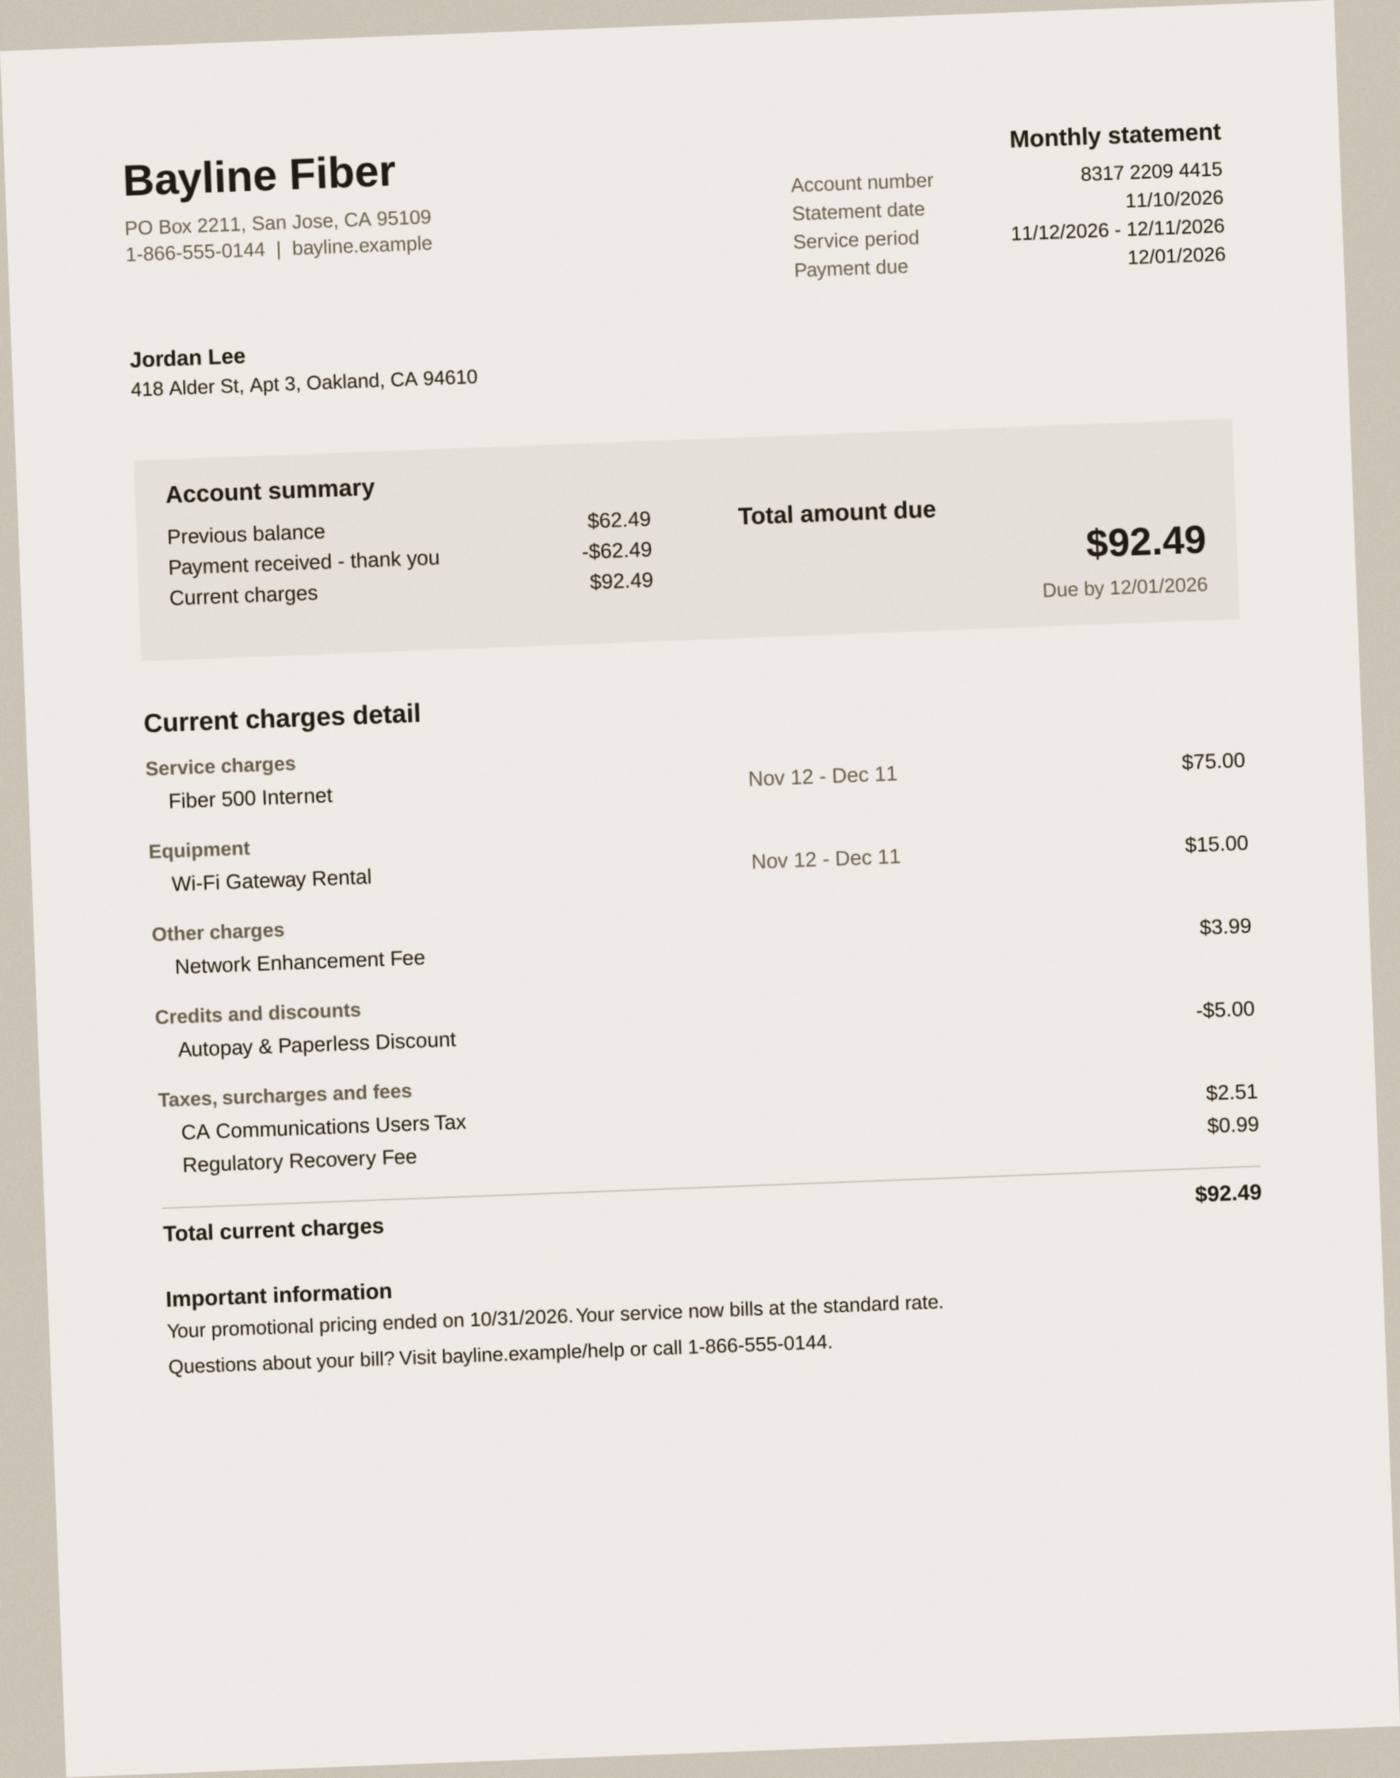 Bayline Fiber
PO Box 2211, San Jose, CA 95109
1-866-555-0144 | bayline.example
Monthly statement
Account number 8317 2209 4415
Statement date 11/10/2026
Service period 11/12/2026 - 12/11/2026
Payment due 12/01/2026
Jordan Lee
418 Alder St, Apt 3, Oakland, CA 94610
Account summary
Previous balance $62.49
Payment received - thank you -$62.49
Current charges $92.49
Total amount due
$92.49
Due by 12/01/2026
Current charges detail
Service charges
Fiber 500 Internet Nov 12 - Dec 11 $75.00
Equipment
Wi-Fi Gateway Rental Nov 12 - Dec 11 $15.00
Other charges
Network Enhancement Fee $3.99
Credits and discounts
Autopay & Paperless Discount -$5.00
Taxes, surcharges and fees
CA Communications Users Tax $2.51
Regulatory Recovery Fee $0.99
Total current charges $92.49
Important information
Your promotional pricing ended on 10/31/2026. Your service now bills at the standard rate.
Questions about your bill? Visit bayline.example/help or call 1-866-555-0144.